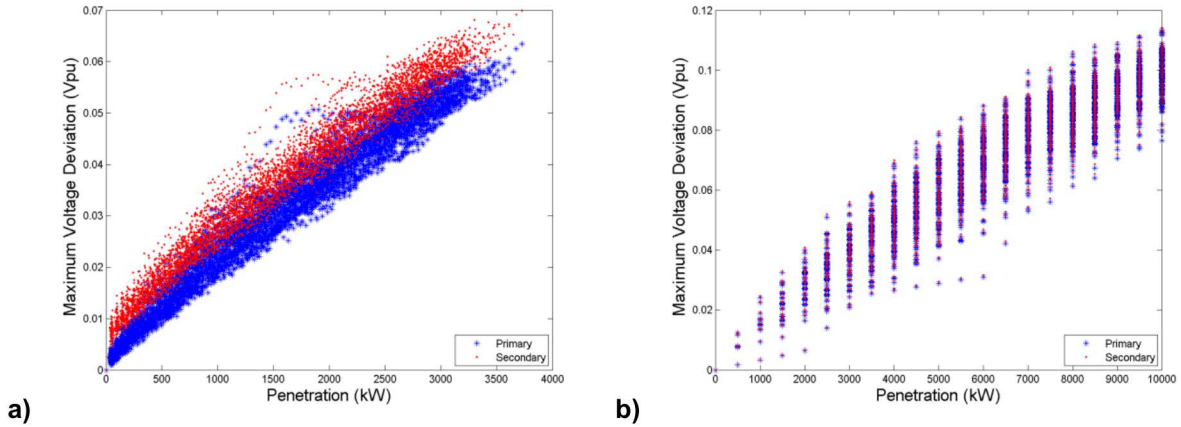 0.07
0.06
0.05
0.04
0.03
0.02
0.01
0
Maximum Voltage Deviation (Vpu)
0 500 1000 1500 2000 2500 3000 3500 4000
Penetration (kW)
Primary
Secondary
a)
0.12
0.1
0.08
0.06
0.04
0.02
0
Maximum Voltage Deviation (Vpu)
0 1000 2000 3000 4000 5000 6000 7000 8000 9000 10000
Penetration (kW)
Primary
Secondary
b)